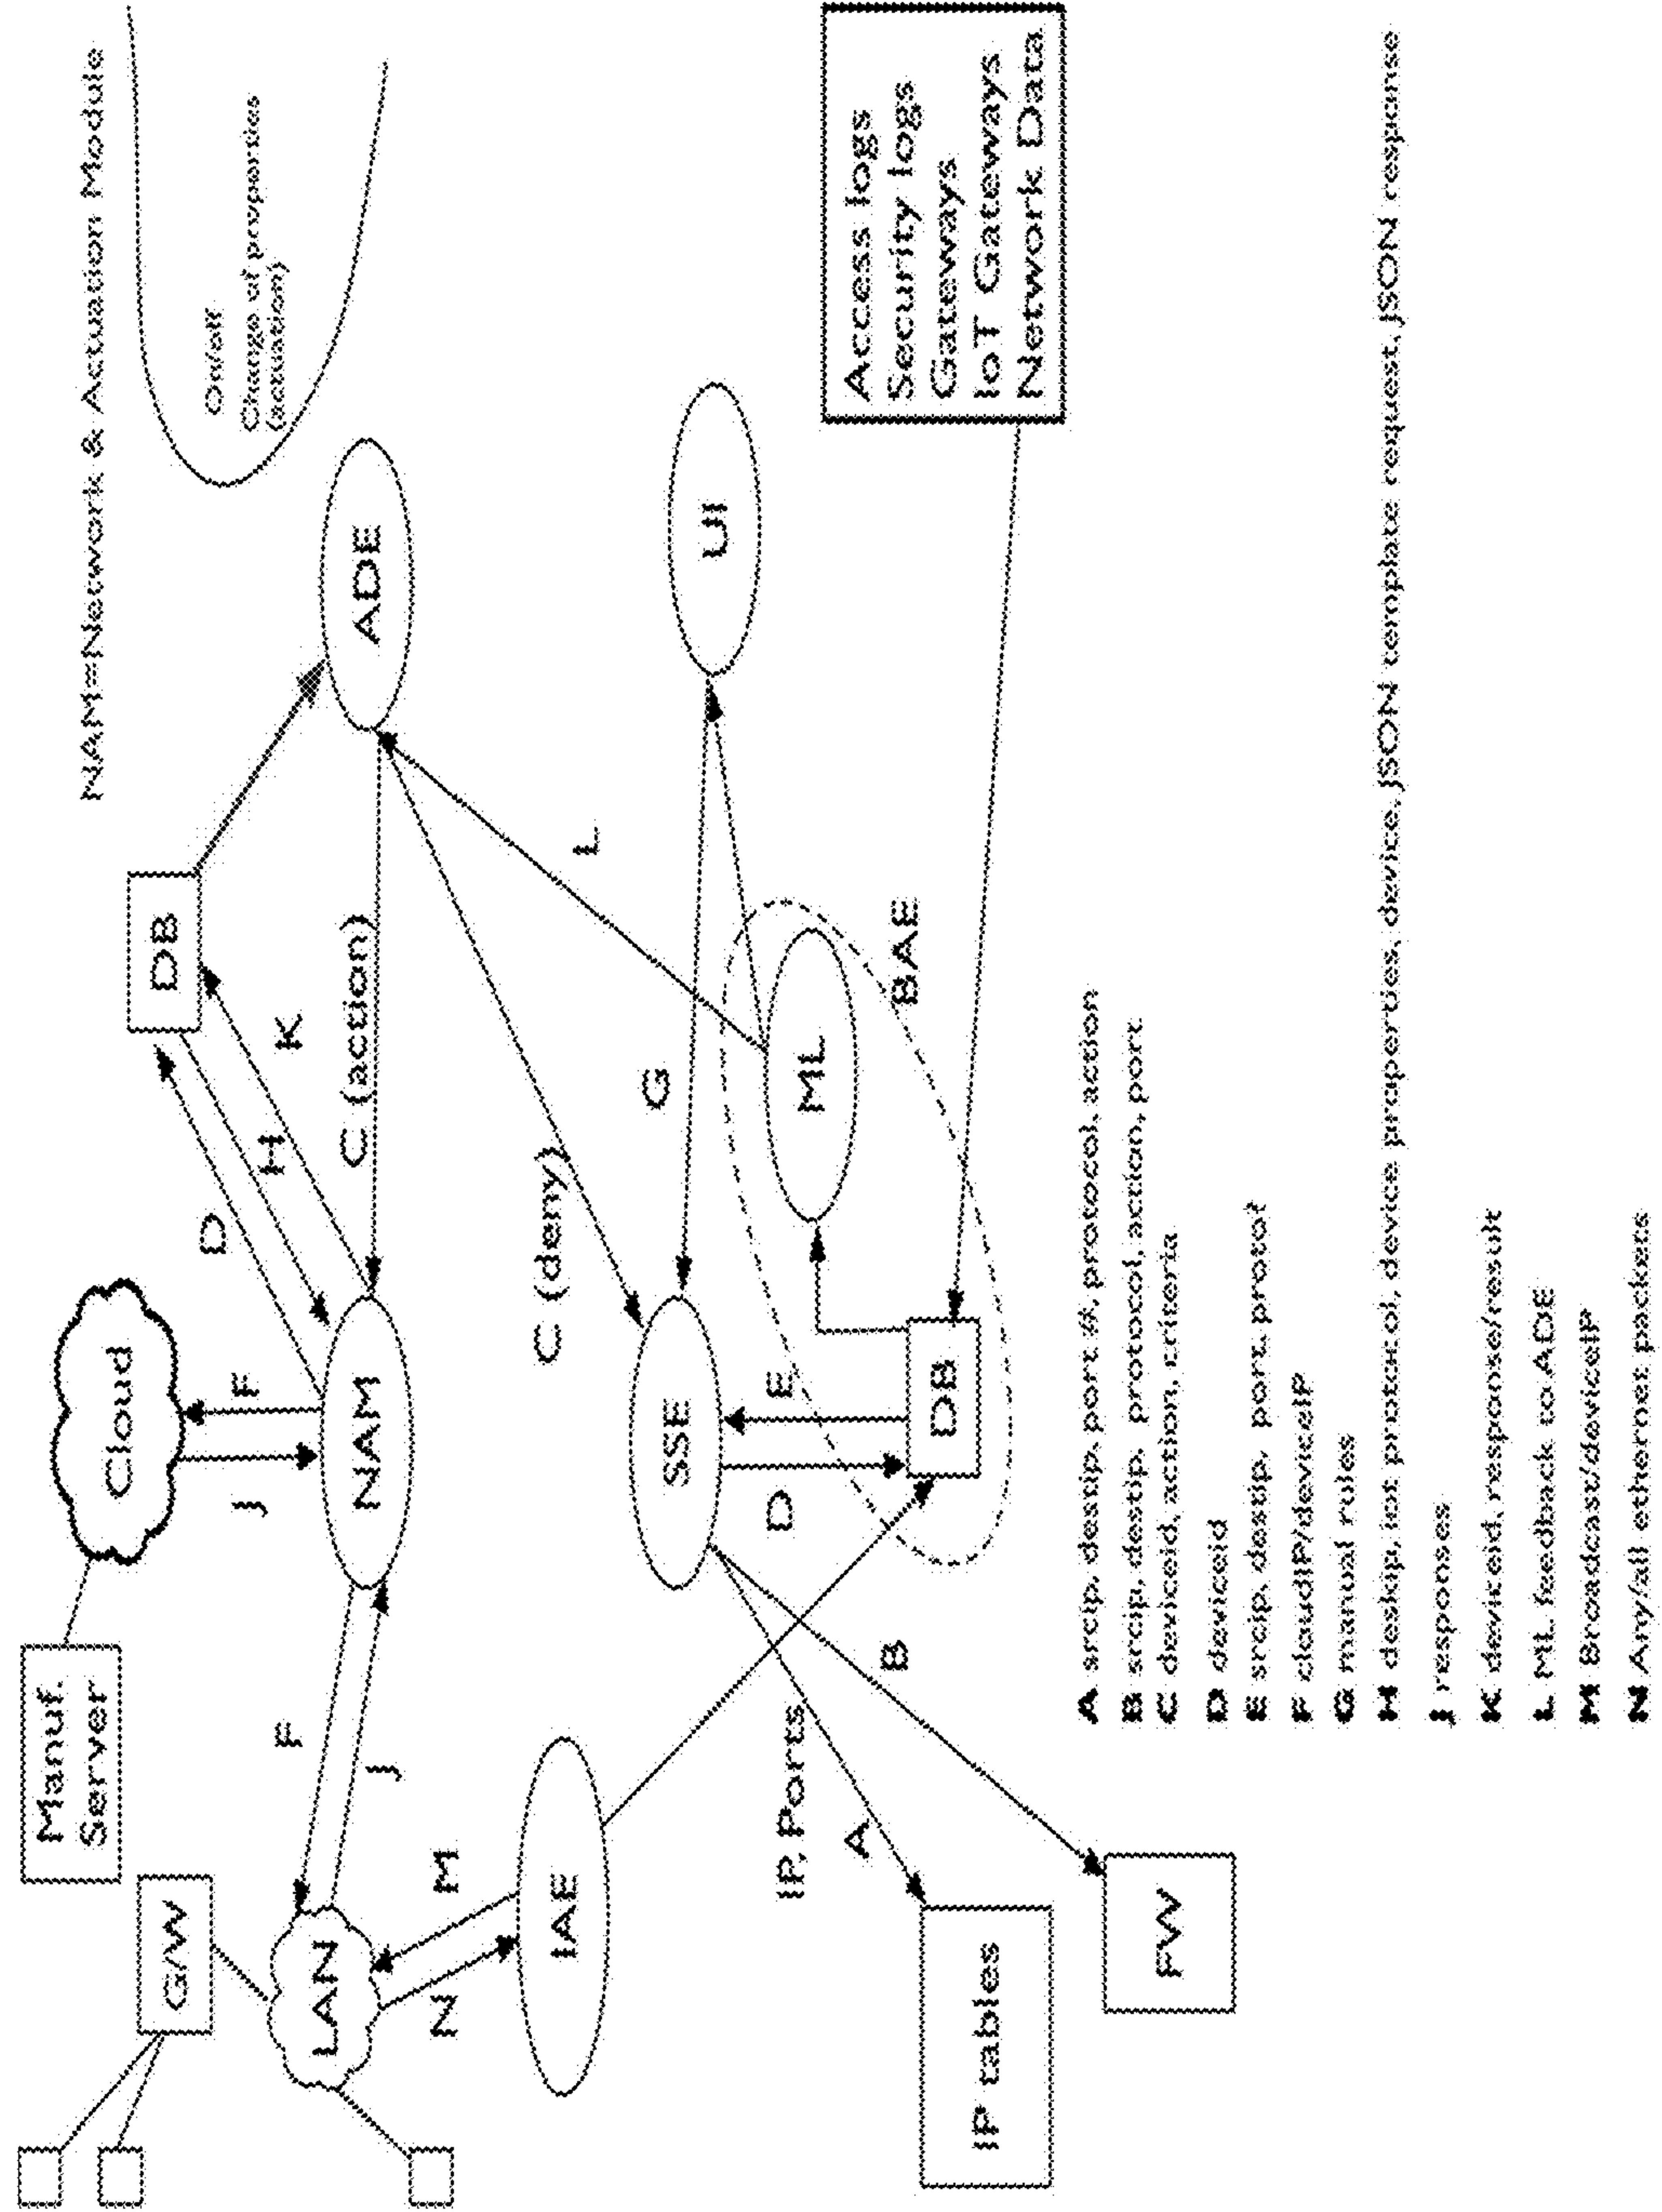 NAM=Network & Actuation Module
On/off
Change of properties
(actuation)
Manuf.
Server
Cloud
DB
G/W
J
F
D
H
K
LAN
F
J
NAM
C (action)
ADE
M
N
IAE
C (deny)
L
SSE
G
UI
IP, Ports
D
E
ML
A
B
DB
BAE
IP tables
FW
Access logs
Security logs
Gateways
IoT Gateways
Network Data
A srcip, destip, port #, protocol, action
B srcip, destip, protocol, action, port
C deviceid, action, criteria
D deviceid
E srcip, destip, port, protot
F cloudIP/deviceIP
G manual rules
H deskip, iot protocol, device properties, device, JSON template request, JSON response
J responses
K deviceid, response/result
L ML feedback to ADE
M Broadcast/deviceIP
N Any/all ethernet packets